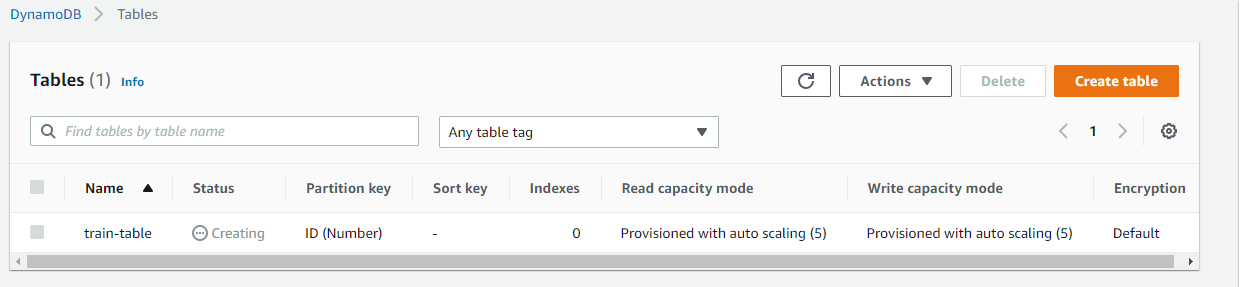 DynamoDB > Tables
Tables (1) Info Actions Delete Create table
Find tables by table name Any table tag 1
Name Status Partition key Sort key Indexes Read capacity mode Write capacity mode Encryption
train-table Creating ID (Number) - 0 Provisioned with auto scaling (5) Provisioned with auto scaling (5) Default